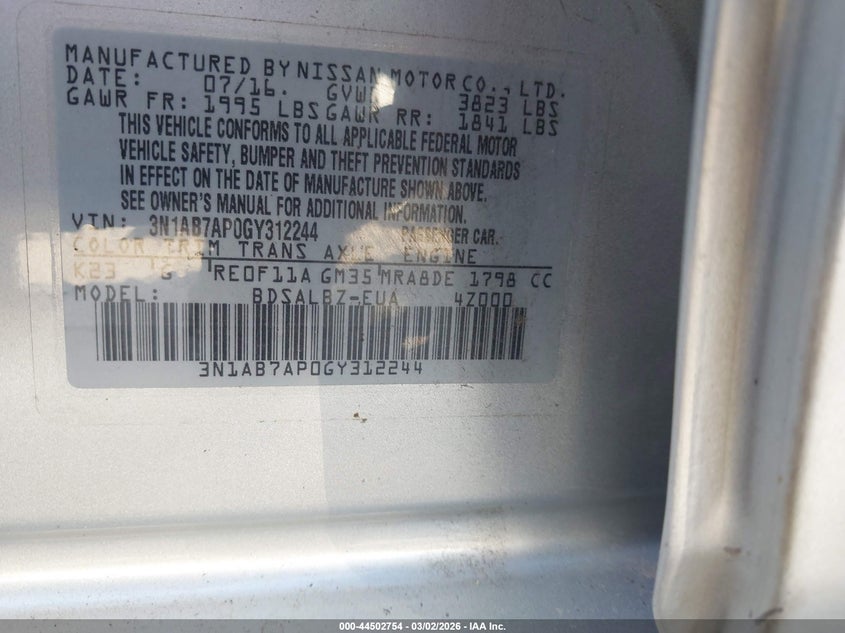 MANUFACTURED BY NISSAN MOTOR CO., LTD.
DATE: 07/16. GVW 3823 LBS
GAWR FR: 1995 LBS GAWR RR: 1841 LBS
THIS VEHICLE CONFORMS TO ALL APPLICABLE FEDERAL MOTOR
VEHICLE SAFETY, BUMPER AND THEFT PREVENTION STANDARDS
IN EFFECT ON THE DATE OF MANUFACTURE SHOWN ABOVE.
SEE OWNER'S MANUAL FOR ADDITIONAL INFORMATION.
VIN: 3N1AB7AP0GY312244 PASSENGER CAR.
COLOR TRIM TRANS AXLE ENGINE
K23 G RE0F11A GM35 MRA8DE 1798 CC
MODEL: BDSALBZ-EUA 4Z000
3N1AB7AP0GY312244
000-44502754 | 03/02/2026 | © IAA Inc.